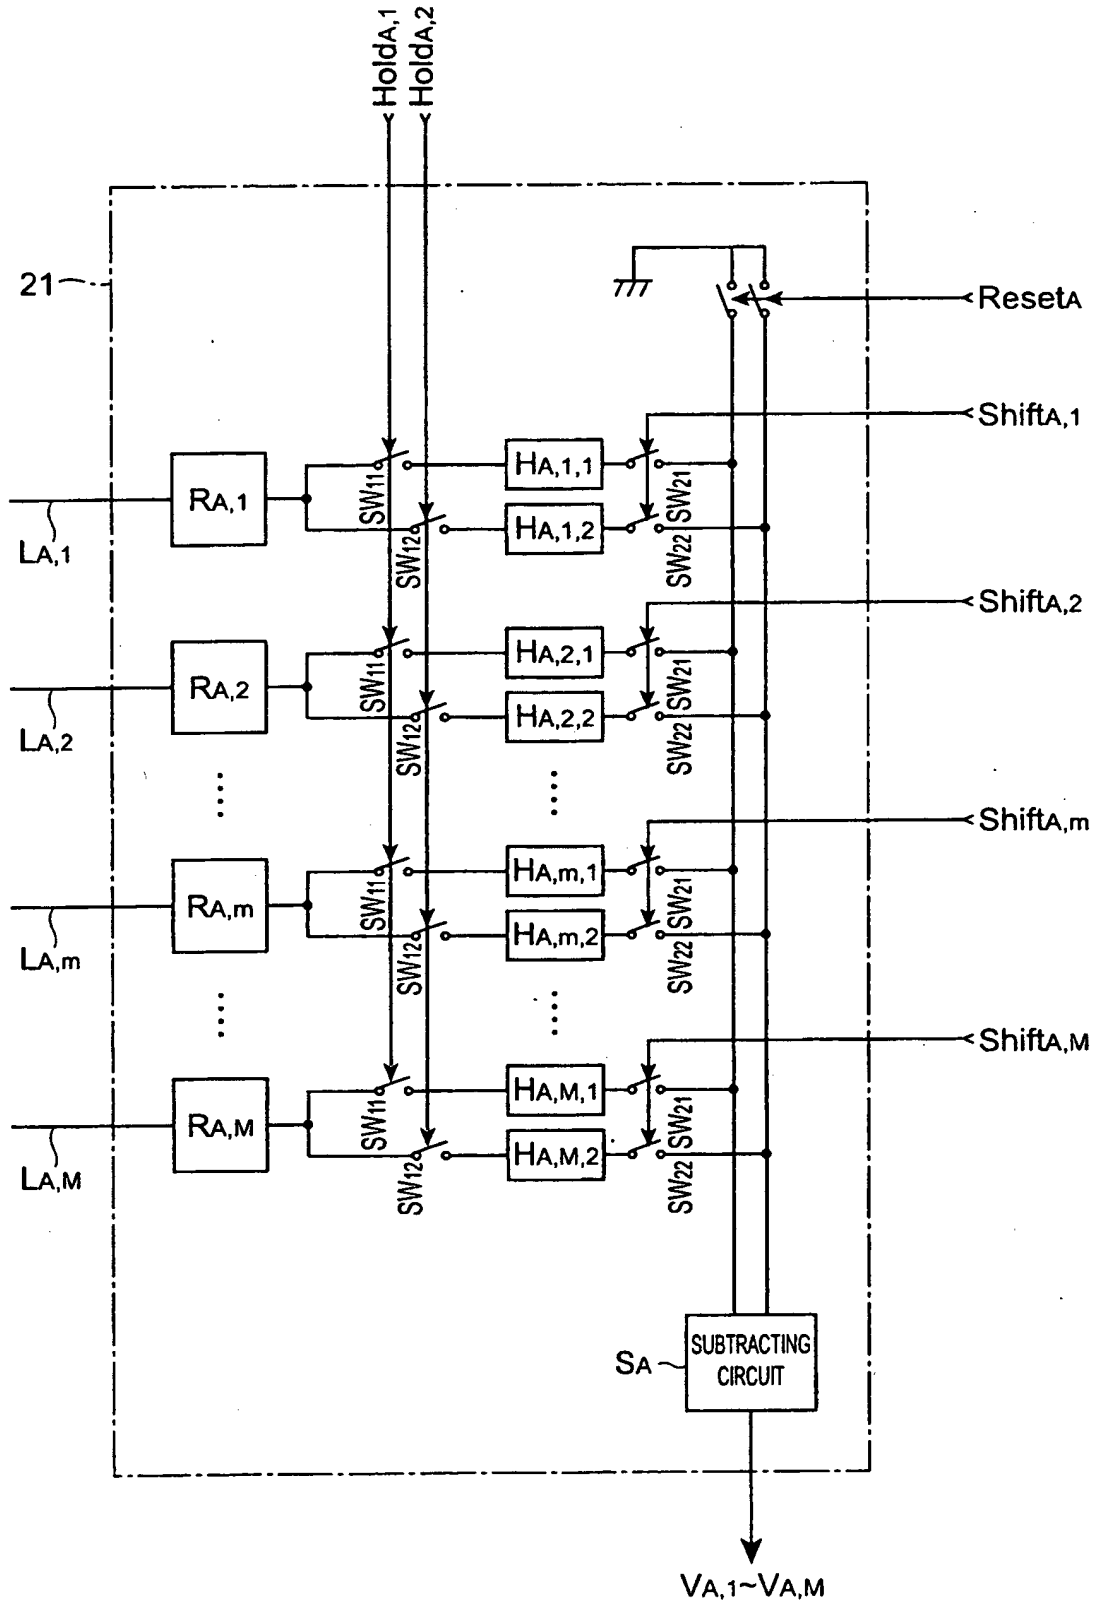 HoldA,1
HoldA,2
21
ResetA
ShiftA,1
RA,1
SW11
HA,1,1
SW21
LA,1
SW12
HA,1,2
SW22
ShiftA,2
RA,2
SW11
HA,2,1
SW21
LA,2
SW12
HA,2,2
SW22
ShiftA,m
RA,m
SW11
HA,m,1
SW21
LA,m
SW12
HA,m,2
SW22
ShiftA,M
RA,M
SW11
HA,M,1
SW21
LA,M
SW12
HA,M,2
SW22
SA
SUBTRACTING
CIRCUIT
VA,1~VA,M